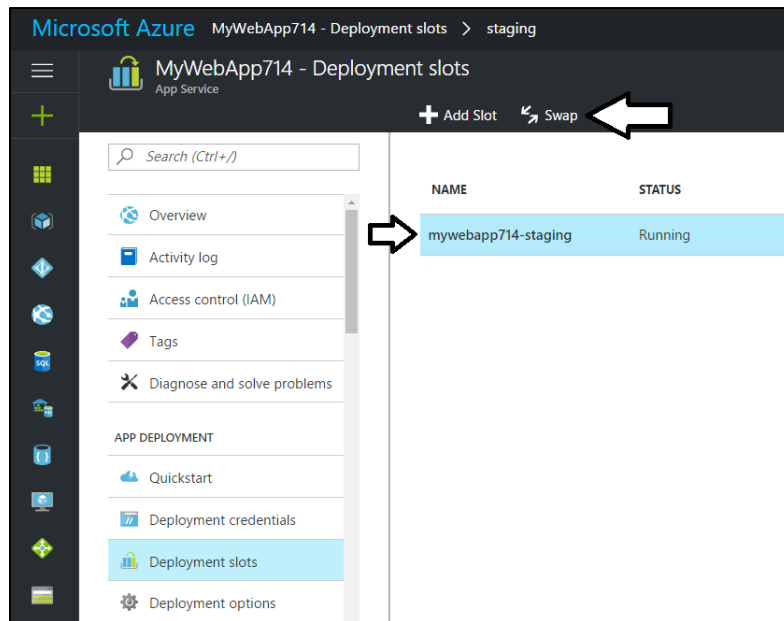 Microsoft Azure MyWebApp714 - Deployment slots > staging
MyWebApp714 - Deployment slots
App Service
Add Slot Swap
Search (Ctrl+/)
NAME STATUS
Overview
mywebapp714-staging Running
Activity log
Access control (IAM)
Tags
Diagnose and solve problems
APP DEPLOYMENT
Quickstart
Deployment credentials
Deployment slots
Deployment options
SQL